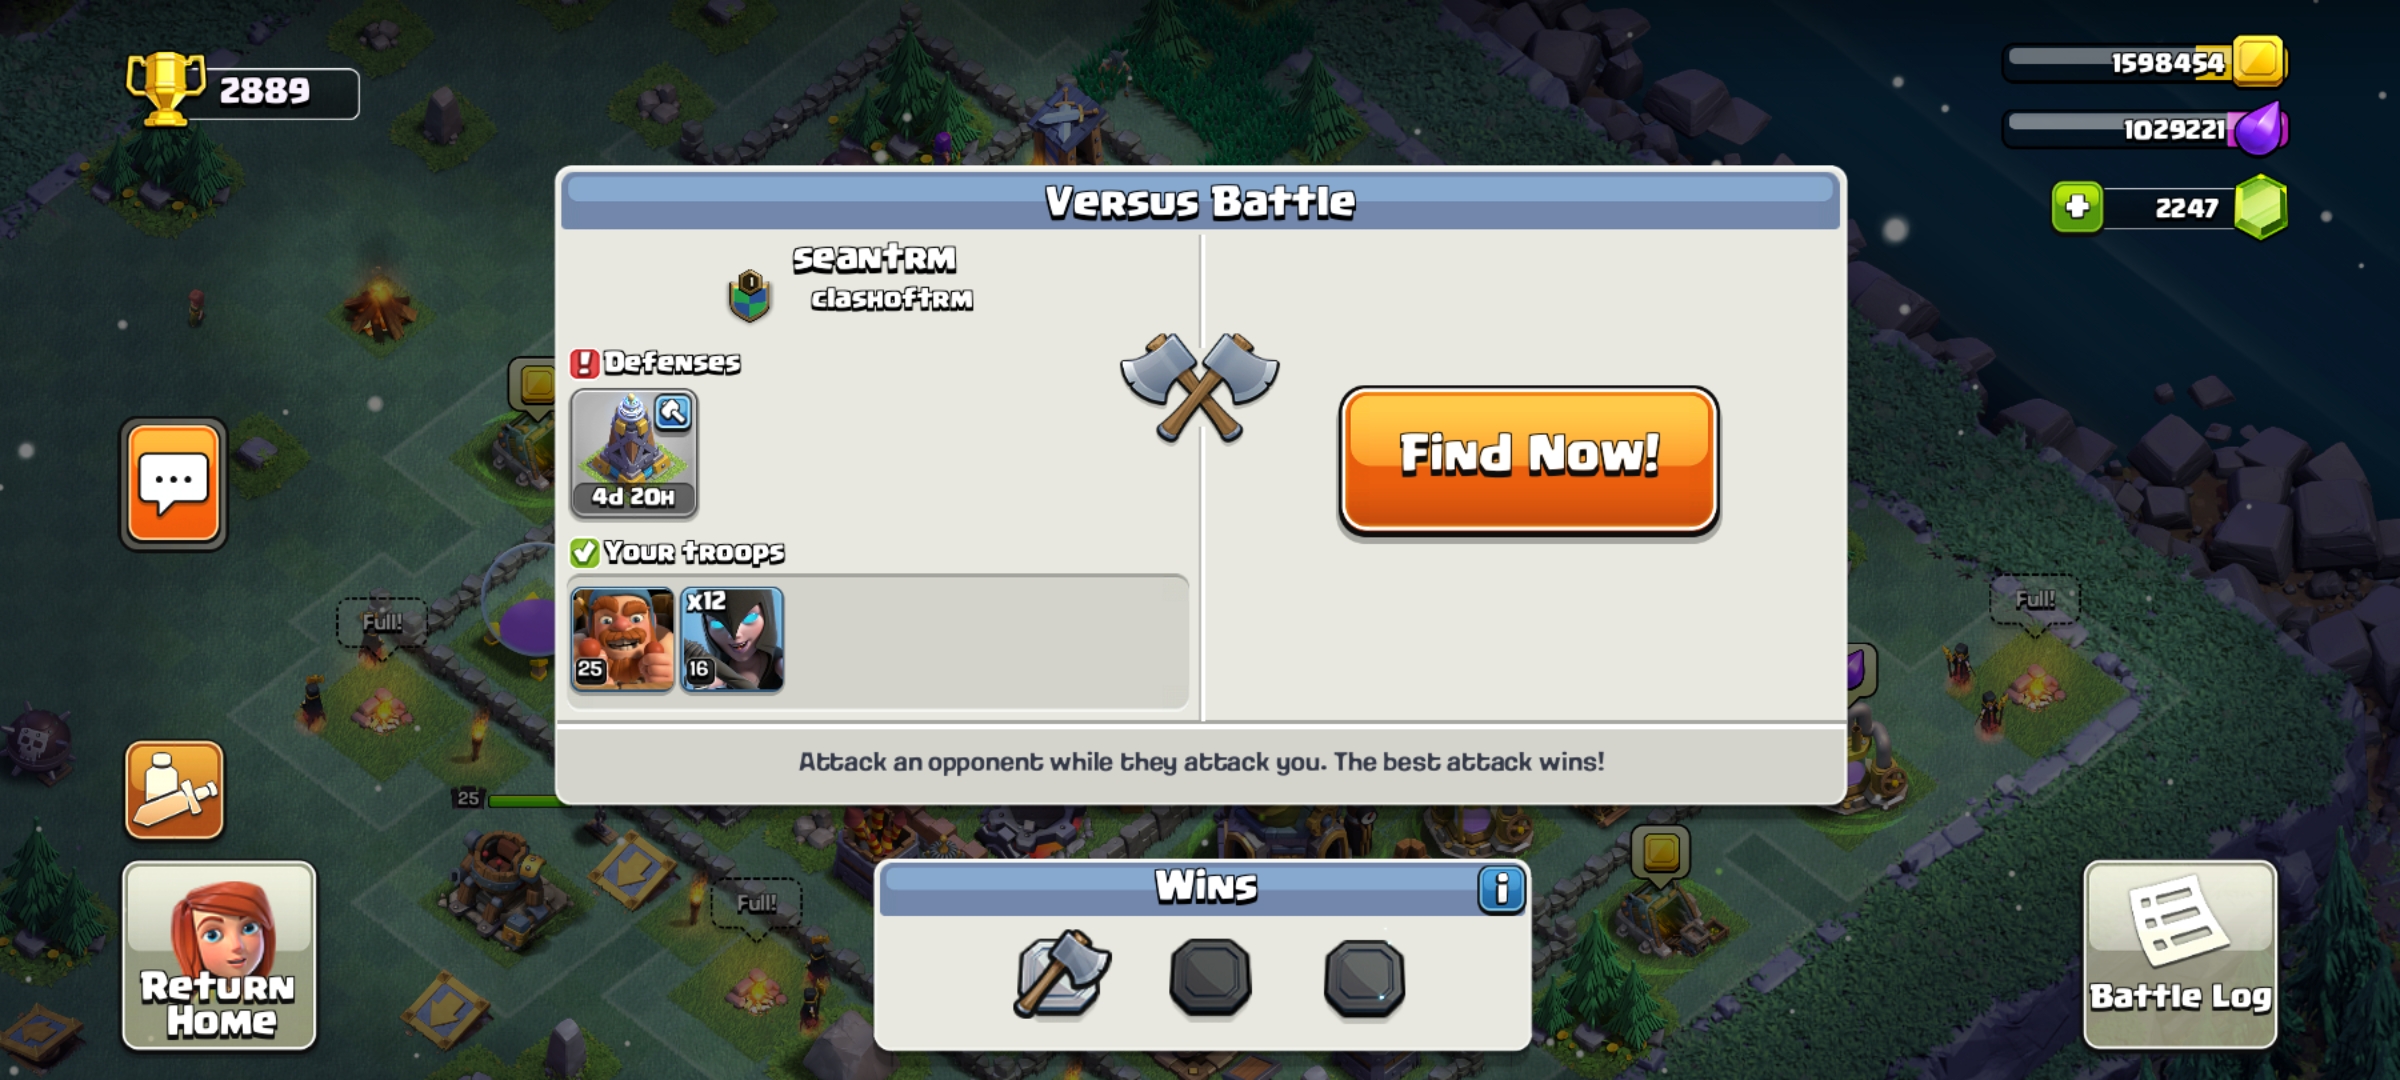 2889
1598454
1029221
2247
Versus Battle
seantrm
clashoftrm
Defenses
4d 20H
Your troops
25
x12
16
Find Now!
Attack an opponent while they attack you. The best attack wins!
Full!
Full!
25
Full!
Wins
i
Return
Home
Battle Log